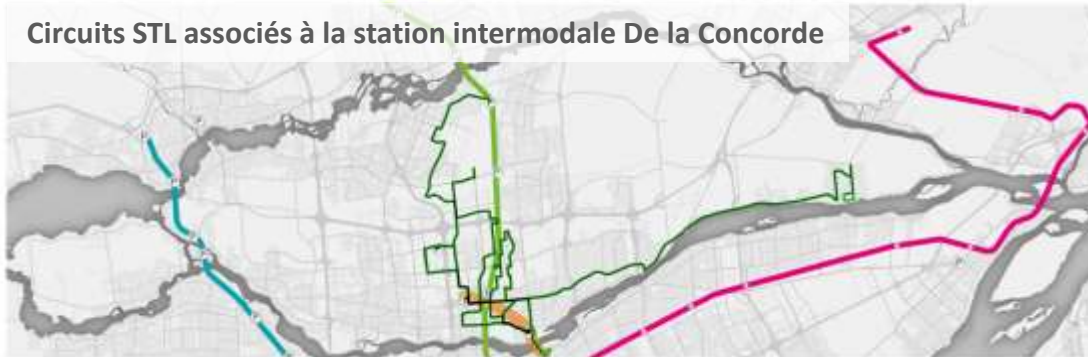 Circuits STL associés à la station intermodale De la Concorde